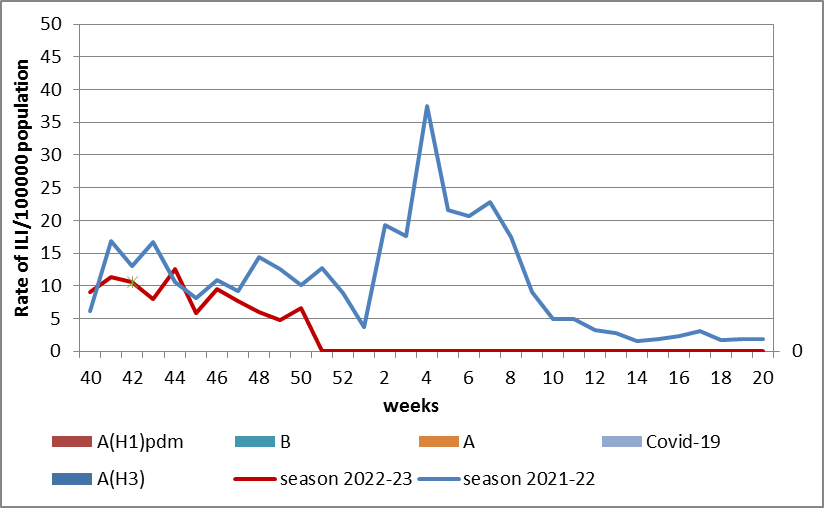 Rate of ILI/100000 population
50
45
40
35
30
25
20
15
10
5
0
0
40 42 44 46 48 50 52 2 4 6 8 10 12 14 16 18 20
weeks
A(H1)pdm B A Covid-19
A(H3) season 2022-23 season 2021-22